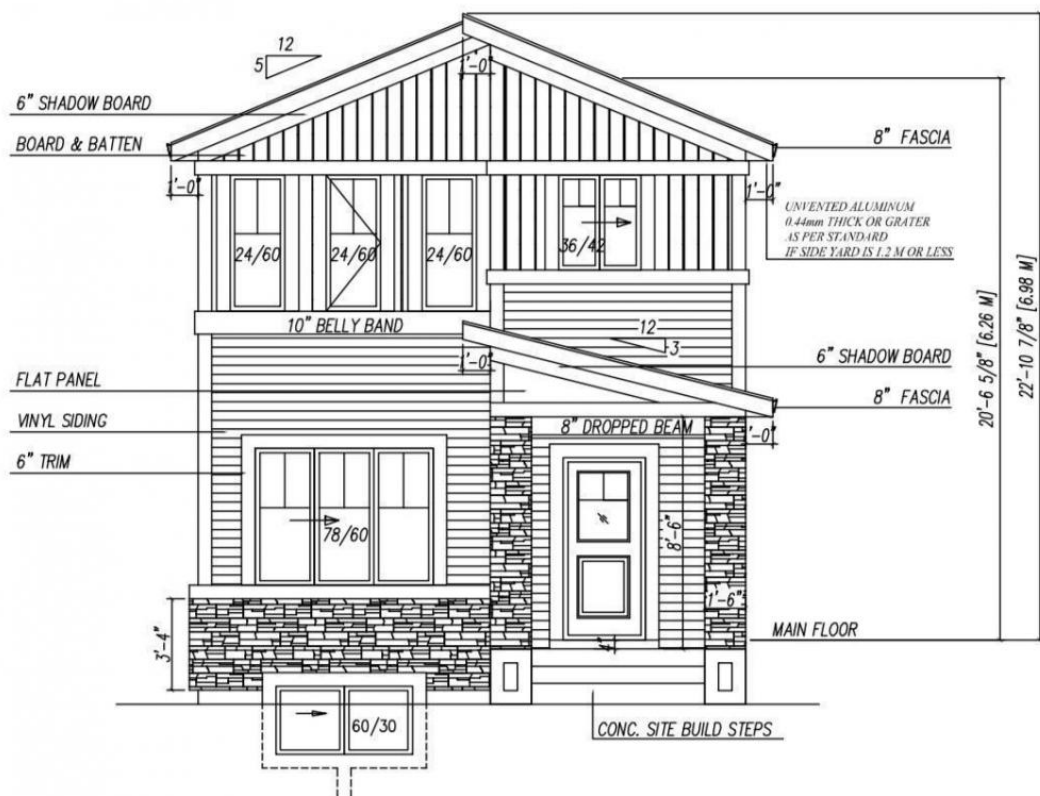 12
5
1'-0"
6" SHADOW BOARD
BOARD & BATTEN
8" FASCIA
1'-0"
1'-0"
UNVENTED ALUMINUM
0.44mm THICK OR GRATER
AS PER STANDARD
IF SIDE YARD IS 1.2 M OR LESS
24/60
24/60
24/60
36/42
20'-6 5/8" [6.26 M]
22'-10 7/8" [6.98 M]
10" BELLY BAND
12
3
1'-0"
6" SHADOW BOARD
FLAT PANEL
8" FASCIA
VINYL SIDING
8" DROPPED BEAM
'-0"
6" TRIM
78/60
8'-6"
1'-6"
MAIN FLOOR
3'-4"
4"
60/30
CONC. SITE BUILD STEPS